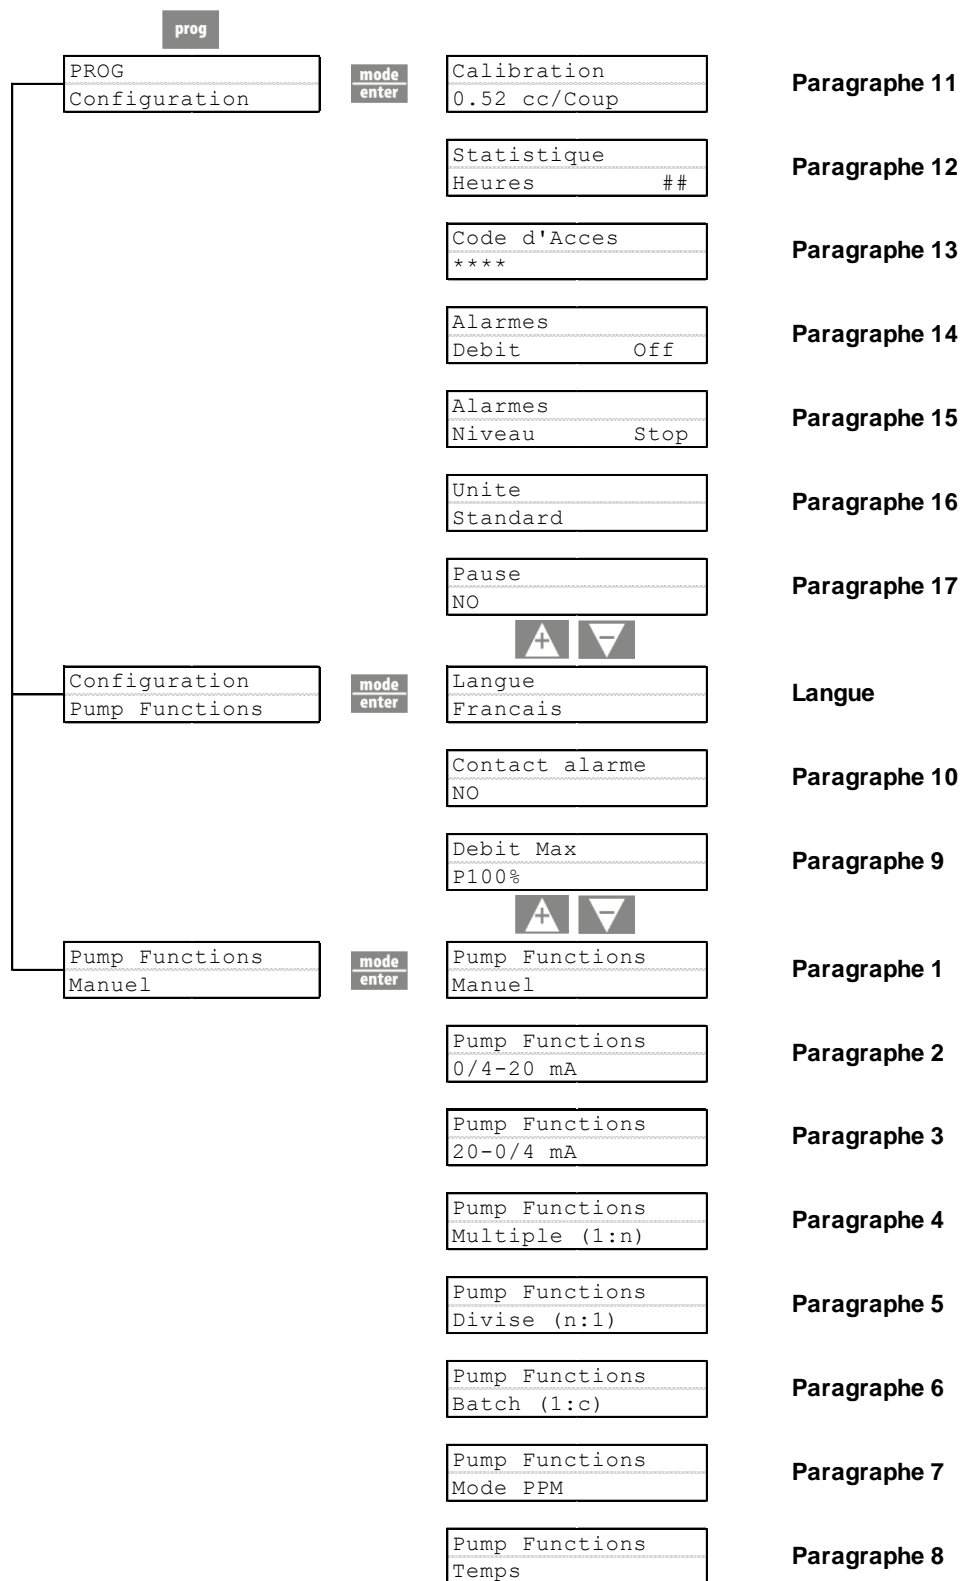 prog
PROG
Configuration
mode
enter
Calibration
0.52 cc/Coup
Paragraphe 11
Statistique
Heures ##
Paragraphe 12
Code d'Acces
****
Paragraphe 13
Alarmes
Debit Off
Paragraphe 14
Alarmes
Niveau Stop
Paragraphe 15
Unite
Standard
Paragraphe 16
Pause
NO
Paragraphe 17
+ −
Configuration
Pump Functions
mode
enter
Langue
Francais
Langue
Contact alarme
NO
Paragraphe 10
Debit Max
P100%
Paragraphe 9
+ −
Pump Functions
Manuel
mode
enter
Pump Functions
Manuel
Paragraphe 1
Pump Functions
0/4-20 mA
Paragraphe 2
Pump Functions
20-0/4 mA
Paragraphe 3
Pump Functions
Multiple (1:n)
Paragraphe 4
Pump Functions
Divise (n:1)
Paragraphe 5
Pump Functions
Batch (1:c)
Paragraphe 6
Pump Functions
Mode PPM
Paragraphe 7
Pump Functions
Temps
Paragraphe 8